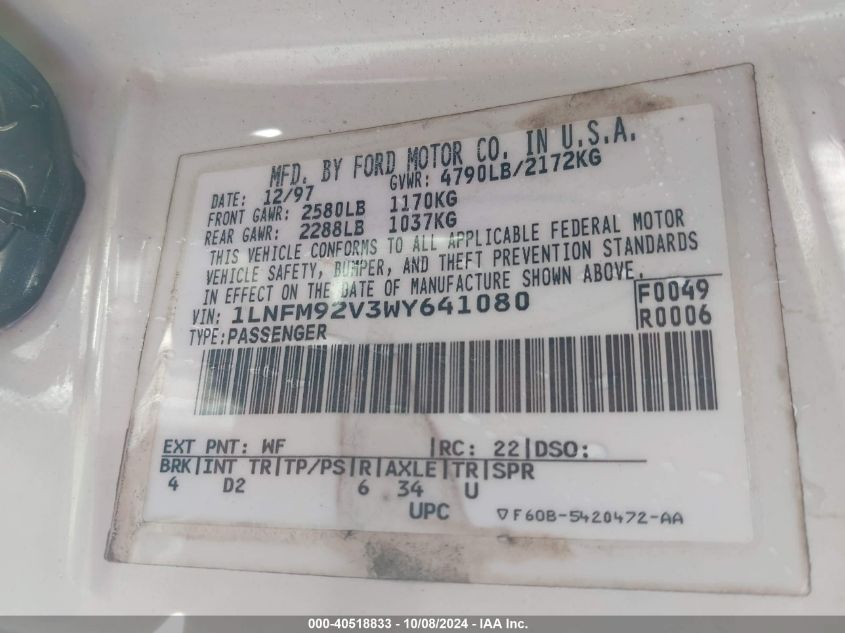 MFD. BY FORD MOTOR CO. IN U.S.A.
DATE: 12/97 GVWR: 4790LB/2172KG
FRONT GAWR: 2580LB 1170KG
REAR GAWR: 2288LB 1037KG
THIS VEHICLE CONFORMS TO ALL APPLICABLE FEDERAL MOTOR
VEHICLE SAFETY, BUMPER, AND THEFT PREVENTION STANDARDS
IN EFFECT ON THE DATE OF MANUFACTURE SHOWN ABOVE.
VIN: 1LNFM92V3WY641080 F0049
TYPE: PASSENGER R0006
EXT PNT: WF |RC: 22|DSO:
BRK|INT TR|TP/PS|R|AXLE|TR|SPR
4 D2 6 34 U
UPC ▽F60B-5420472-AA
000-40518833 - 10/08/2024 - IAA Inc.